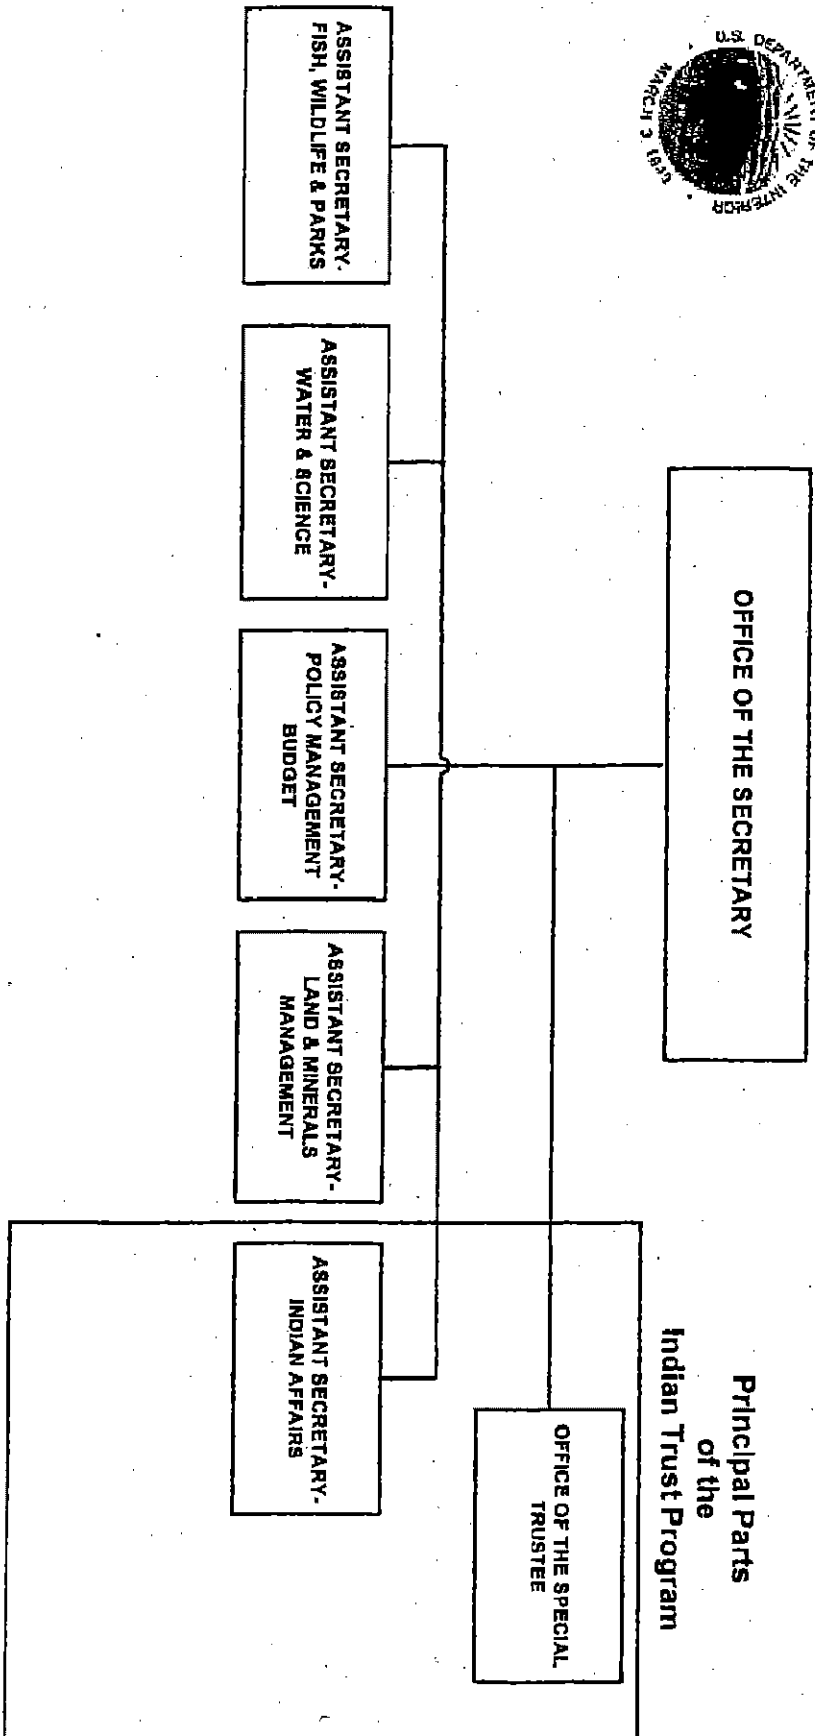 U.S. DEPARTMENT OF THE INTERIOR
MARCH 3, 1849
OFFICE OF THE SECRETARY
Principal Parts
of the
Indian Trust Program
OFFICE OF THE SPECIAL
TRUSTEE
ASSISTANT SECRETARY-
FISH, WILDLIFE & PARKS
ASSISTANT SECRETARY-
WATER & SCIENCE
ASSISTANT SECRETARY-
POLICY MANAGEMENT
BUDGET
ASSISTANT SECRETARY-
LAND & MINERALS
MANAGEMENT
ASSISTANT SECRETARY-
INDIAN AFFAIRS